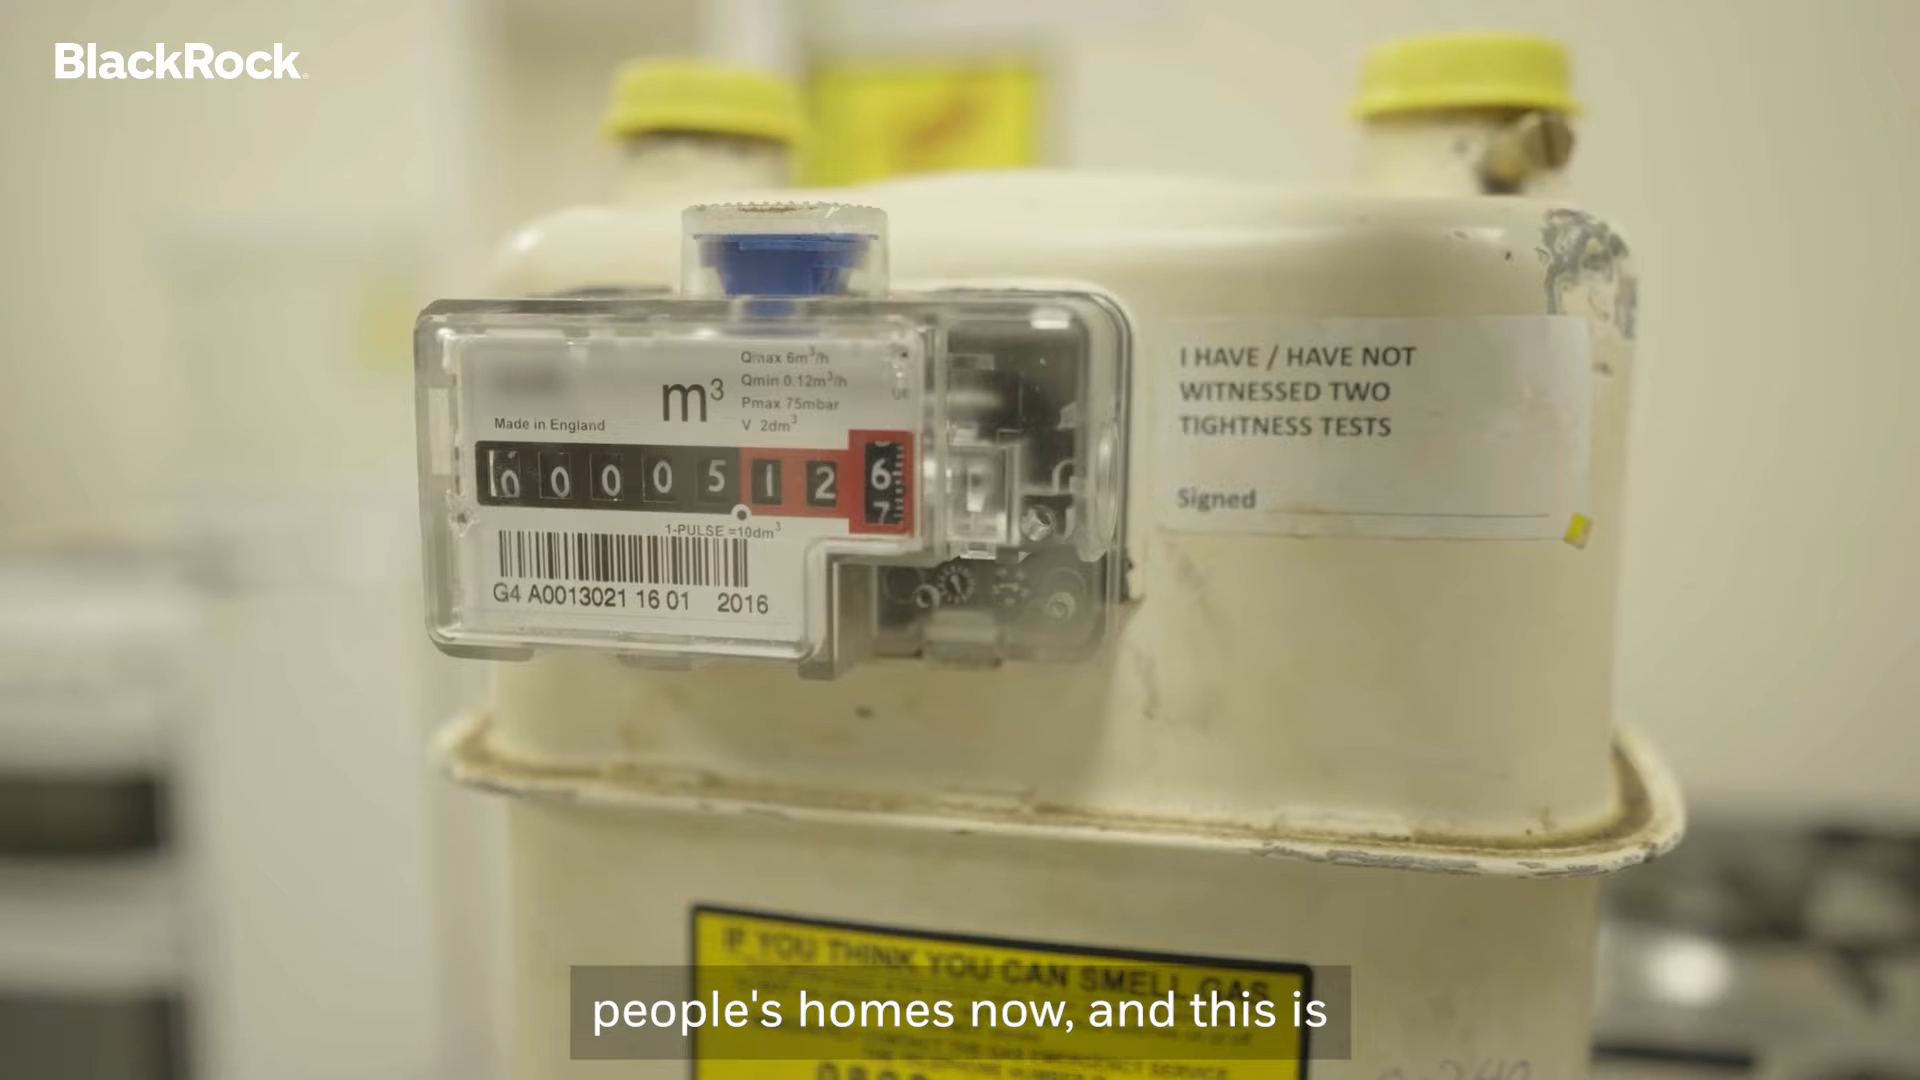 BlackRock
Qmax 6m³/h
m³
Qmin 0.12m³/h
Pmax 75mbar
V 2dm³
Made in England
0 0 0 0 5 1 2 6
7
1-PULSE =10dm³
G4 A0013021 16 01 2016
I HAVE / HAVE NOT
WITNESSED TWO
TIGHTNESS TESTS
Signed
IF YOU THINK YOU CAN SMELL GAS
people's homes now, and this is